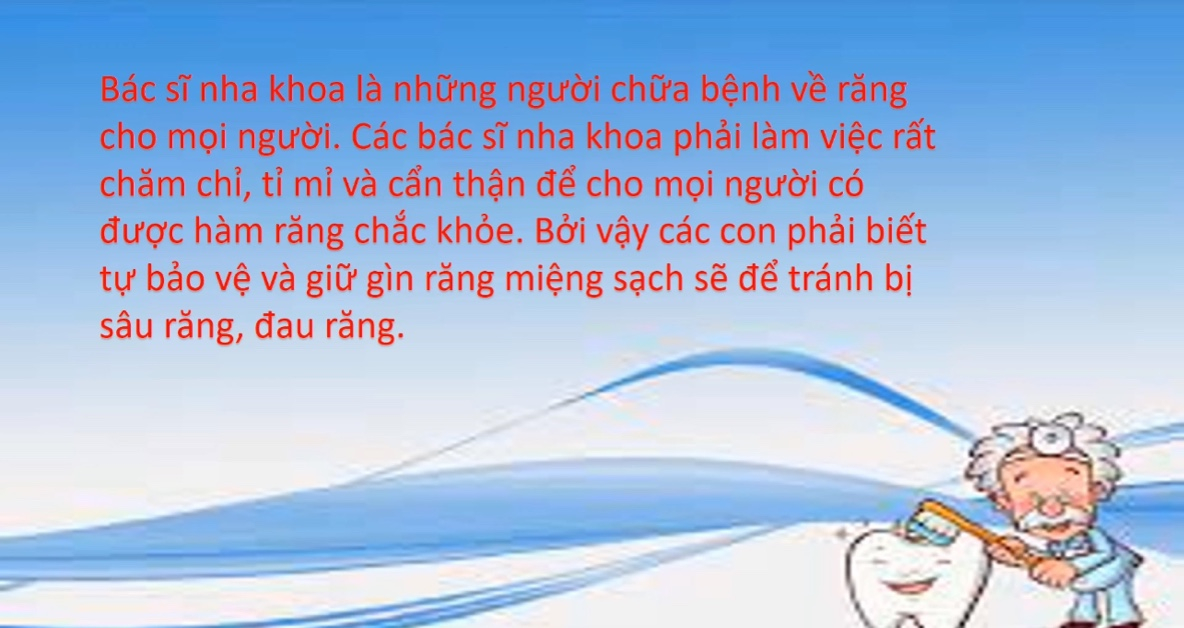 Bác sĩ nha khoa là những người chữa bệnh về răng
cho mọi người. Các bác sĩ nha khoa phải làm việc rất
chăm chỉ, tỉ mỉ và cẩn thận để cho mọi người có
được hàm răng chắc khỏe. Bởi vậy các con phải biết
tự bảo vệ và giữ gìn răng miệng sạch sẽ để tránh bị
sâu răng, đau răng.